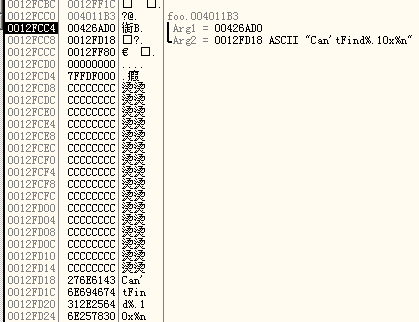 0012FCBC 0012FF1C
0012FCC0 004011B3 ?@. foo.004011B3
0012FCC4 00426AD0 衘B. Arg1 = 00426AD0
0012FCC8 0012FD18 □?. Arg2 = 0012FD18 ASCII "Can'tFind%.10x%n"
0012FCCC 0012FF80 € □.
0012FCD0 00000000 ....
0012FCD4 7FFDF000 .瘕
0012FCD8 CCCCCCCC 烫烫
0012FCDC CCCCCCCC 烫烫
0012FCE0 CCCCCCCC 烫烫
0012FCE4 CCCCCCCC 烫烫
0012FCE8 CCCCCCCC 烫烫
0012FCEC CCCCCCCC 烫烫
0012FCF0 CCCCCCCC 烫烫
0012FCF4 CCCCCCCC 烫烫
0012FCF8 CCCCCCCC 烫烫
0012FCFC CCCCCCCC 烫烫
0012FD00 CCCCCCCC 烫烫
0012FD04 CCCCCCCC 烫烫
0012FD08 CCCCCCCC 烫烫
0012FD0C CCCCCCCC 烫烫
0012FD10 CCCCCCCC 烫烫
0012FD14 CCCCCCCC 烫烫
0012FD18 276E6143 Can'
0012FD1C 6E694674 tFin
0012FD20 312E2564 d%.1
0012FD24 6E257830 0x%n